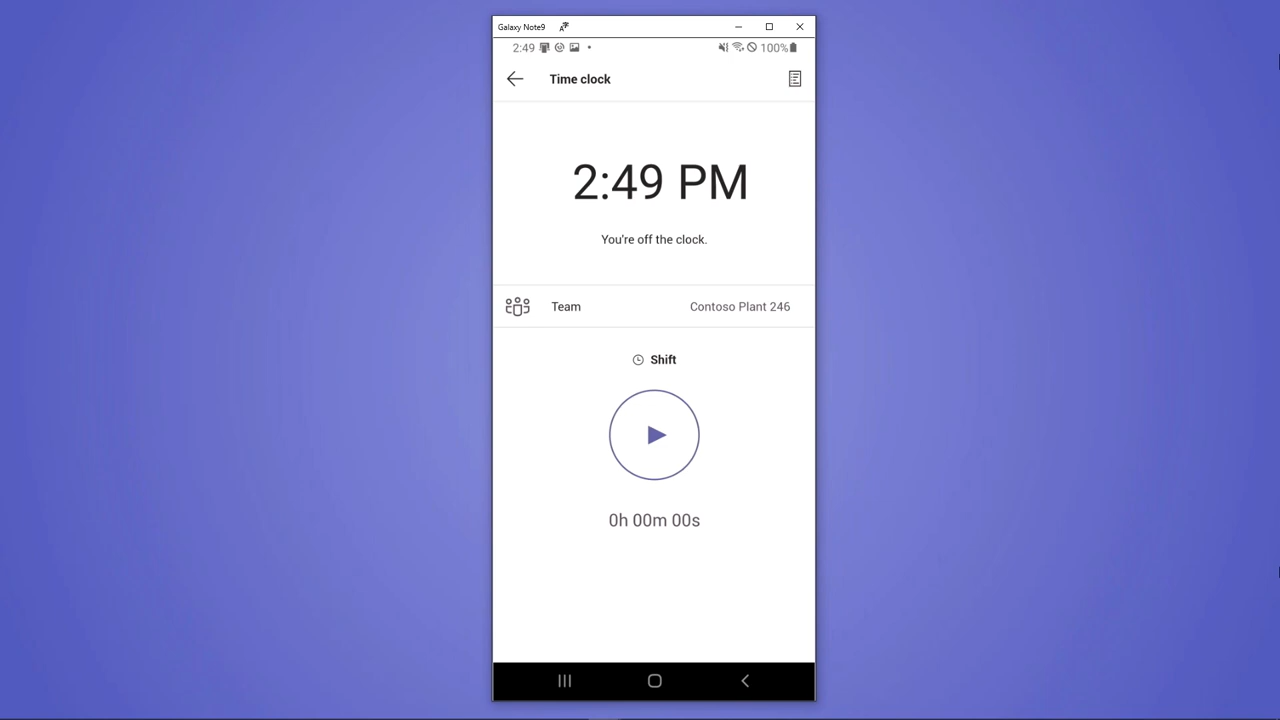 Galaxy Note9
2:49 100%
Time clock
2:49 PM
You're off the clock.
Team Contoso Plant 246
Shift
0h 00m 00s